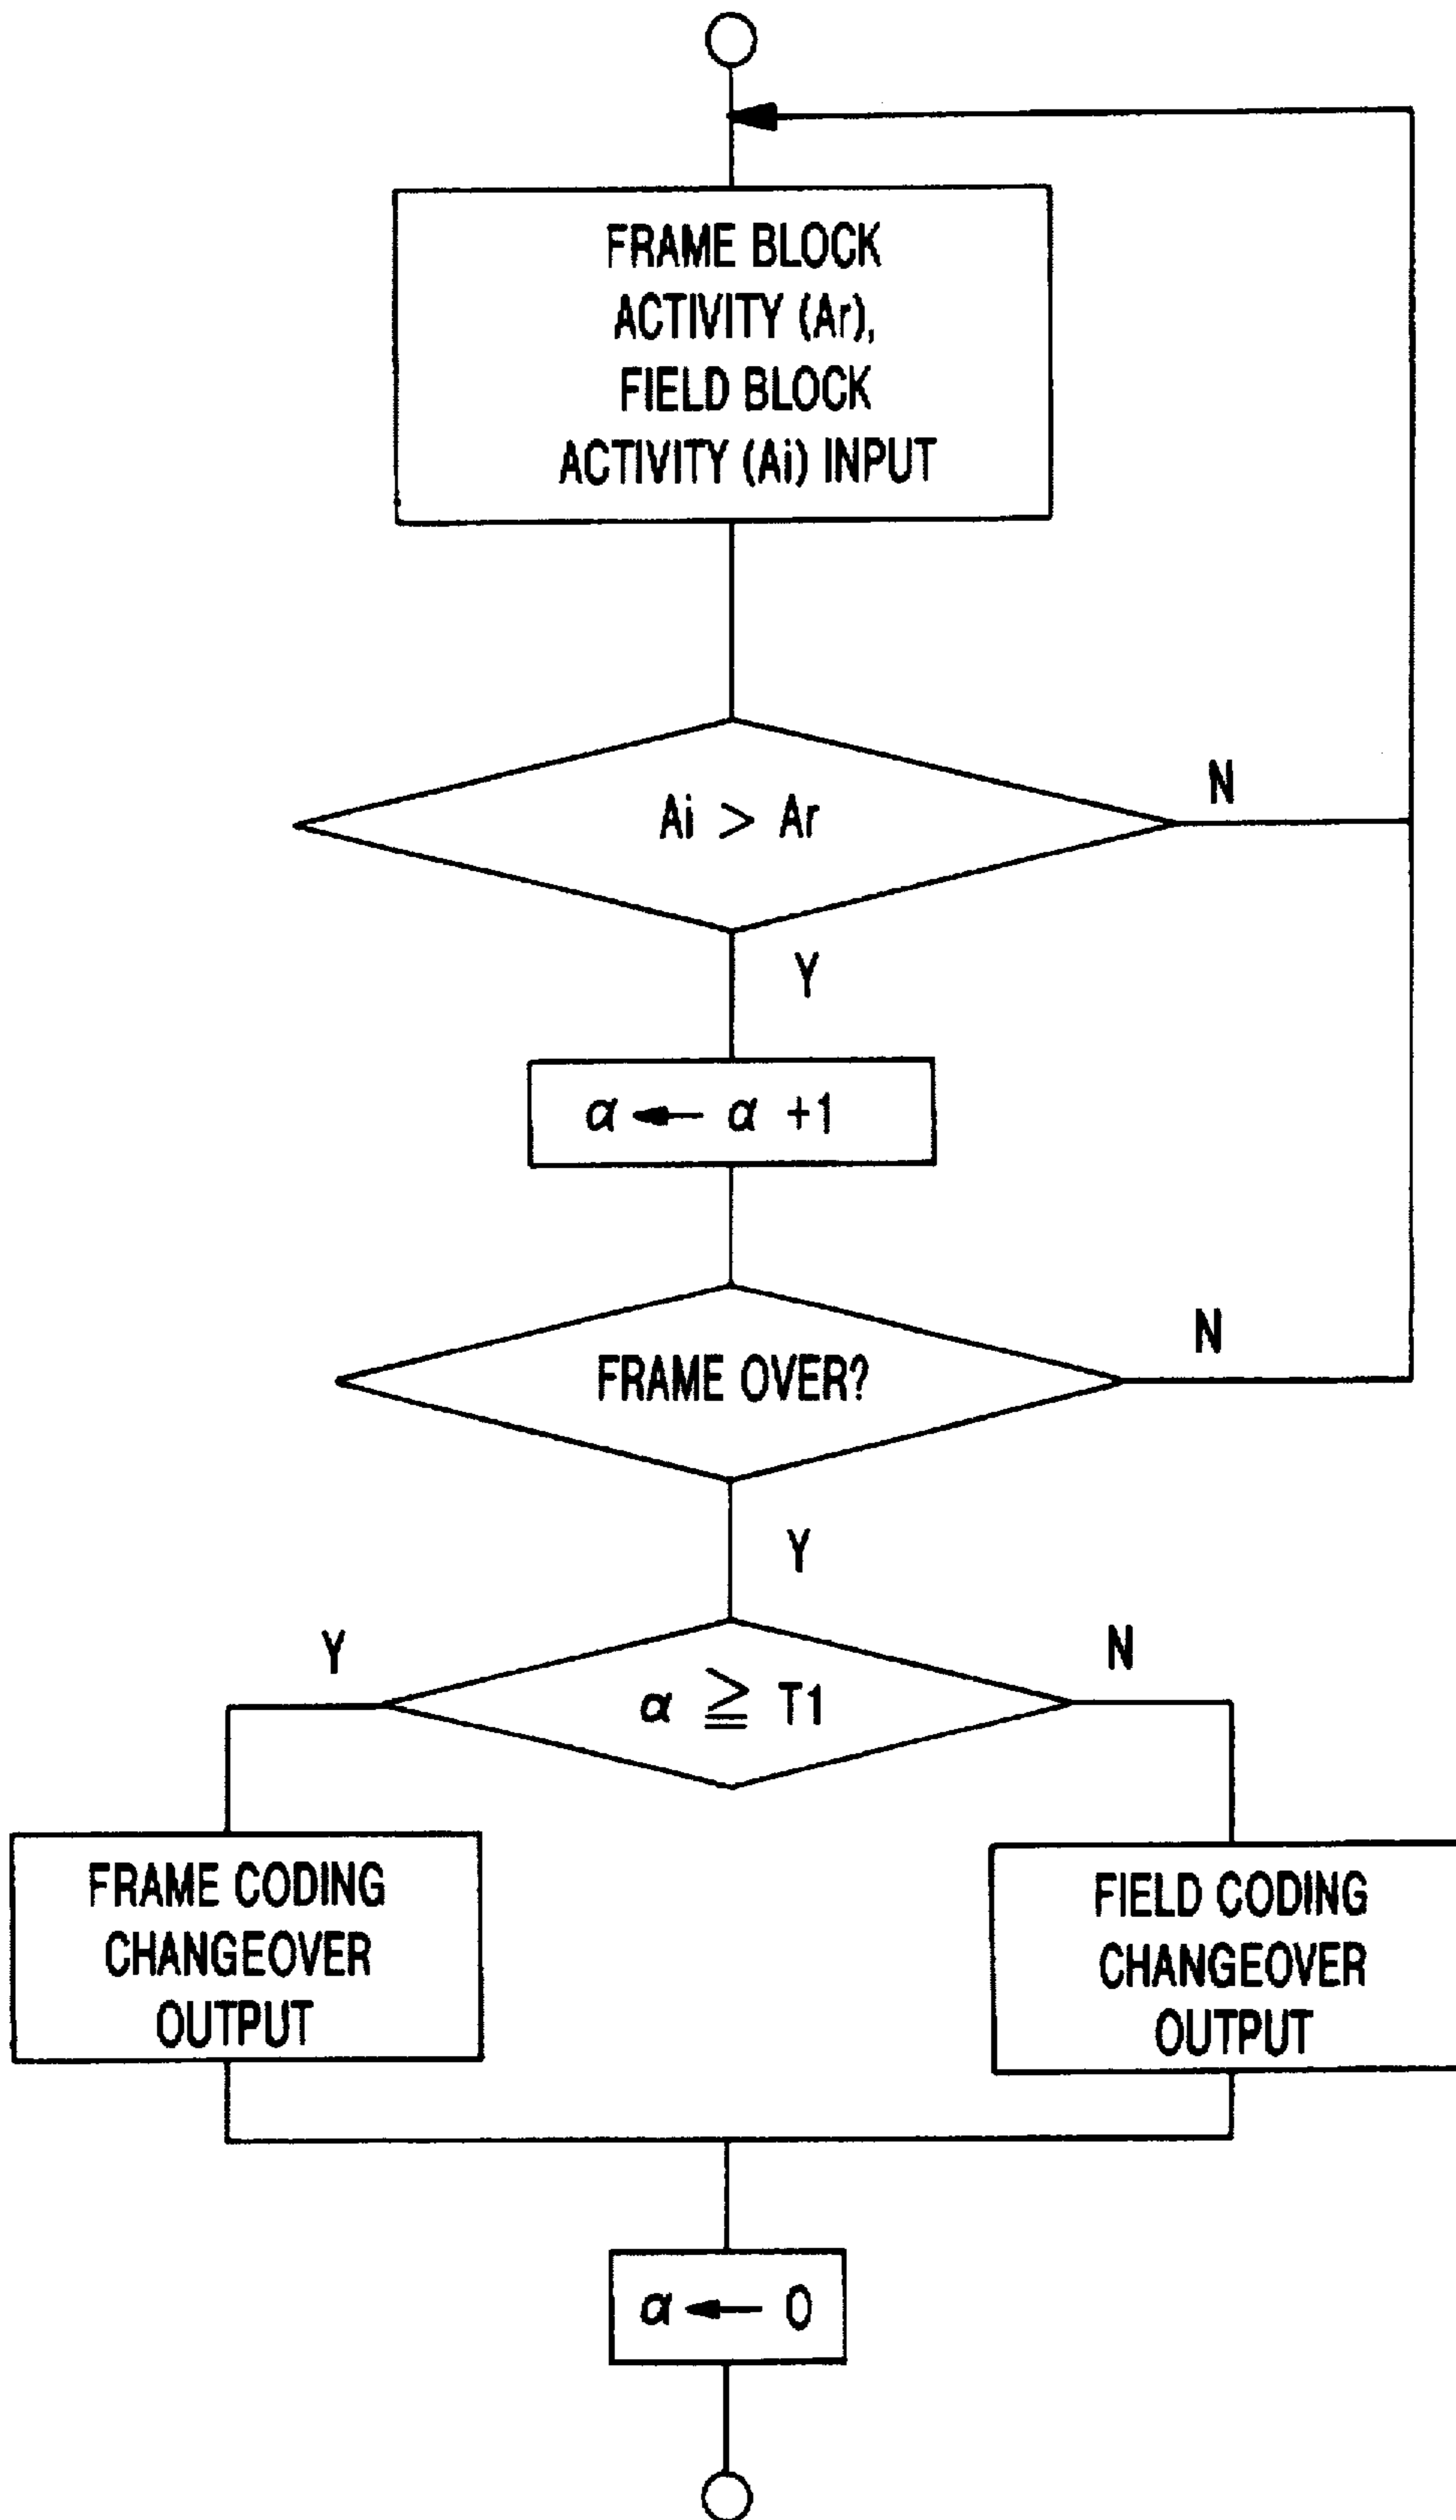 FRAME BLOCK
ACTIVITY (Ar),
FIELD BLOCK
ACTIVITY (Ai) INPUT
Ai > Ar
N
Y
α ← α +1
FRAME OVER?
N
Y
Y
α ≧ T1
N
FRAME CODING
CHANGEOVER
OUTPUT
FIELD CODING
CHANGEOVER
OUTPUT
α ← 0